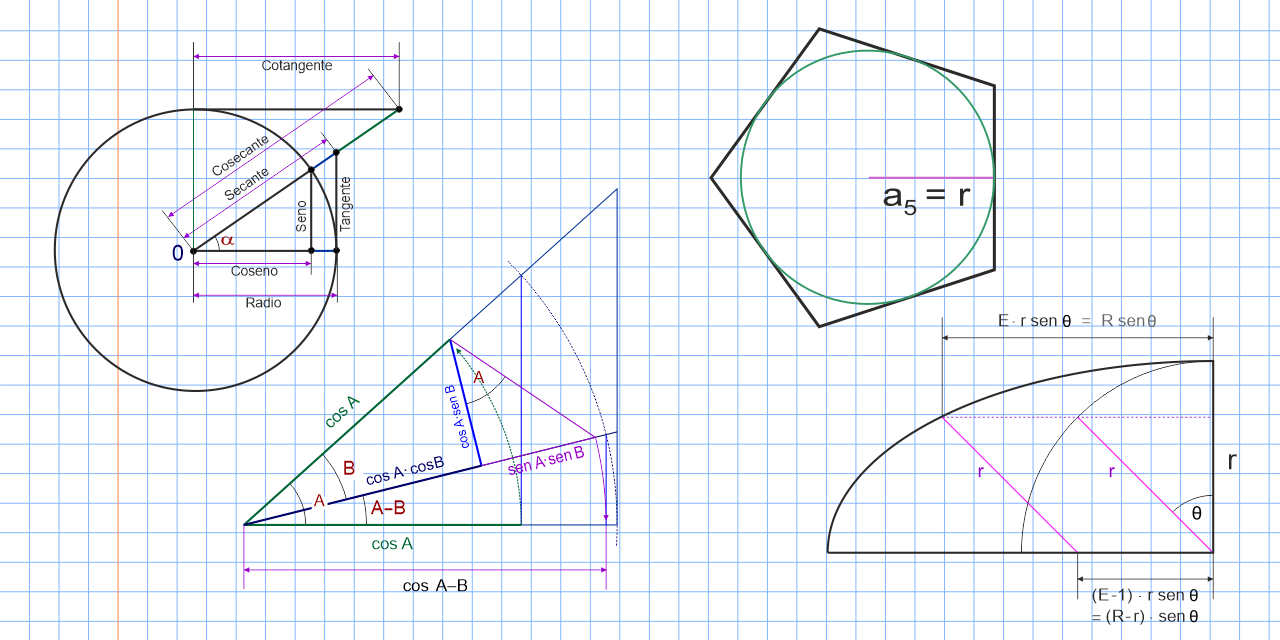 Cotangente
Cosecante
Secante
Seno
Tangente
0
α
Coseno
Radio
a5 = r
cos A
A
cos A·sen B
B
cos A·cosB
sen A·sen B
A
A–B
cos A
cos A–B
E · r sen θ = R sen θ
r
r
r
θ
(E-1) · r sen θ
= (R-r) · sen θ